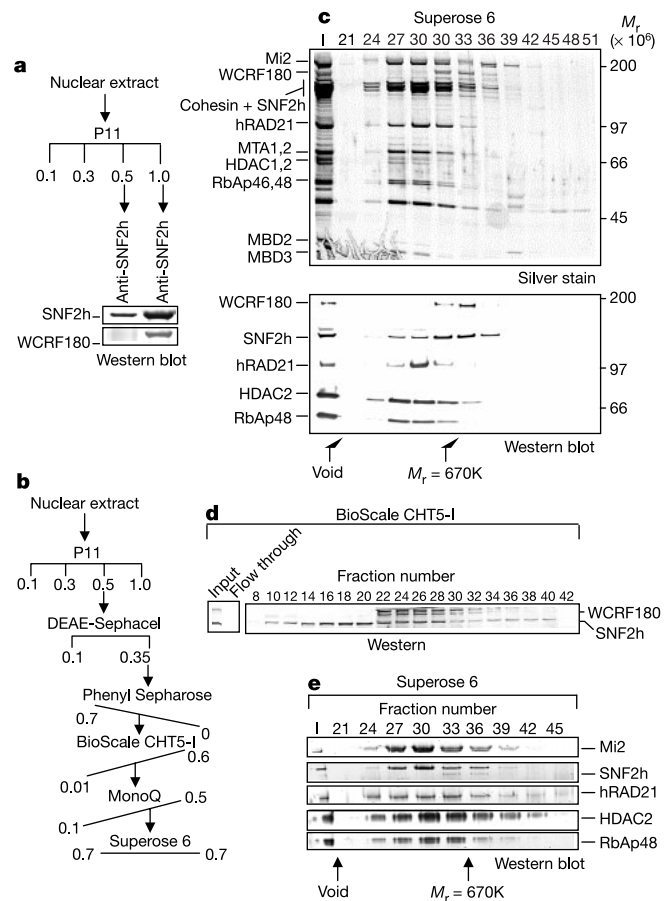 a
Nuclear extract
P11
0.1 0.3 0.5 1.0
Anti-SNF2h
Anti-SNF2h
SNF2h
WCRF180
Western blot
b
Nuclear extract
P11
0.1 0.3 0.5 1.0
DEAE-Sephacel
0.1 0.35
Phenyl Sepharose
0.7 0
BioScale CHT5-I
0.01 0.6
MonoQ
0.1 0.5
Superose 6
0.7 0.7
c
Superose 6
I 21 24 27 30 30 33 36 39 42 45 48 51
Mr
(× 10⁶)
Mi2
WCRF180
Cohesin + SNF2h
hRAD21
MTA1,2
HDAC1,2
RbAp46,48
MBD2
MBD3
200
97
66
45
Silver stain
WCRF180
SNF2h
hRAD21
HDAC2
RbAp48
200
97
66
Western blot
Void
Mr = 670K
d
BioScale CHT5-I
Input
Flow through
Fraction number
8 10 12 14 16 18 20 22 24 26 28 30 32 34 36 38 40 42
WCRF180
SNF2h
Western
e
Superose 6
Fraction number
I 21 24 27 30 33 36 39 42 45
Mi2
SNF2h
hRAD21
HDAC2
RbAp48
Western blot
Void
Mr = 670K